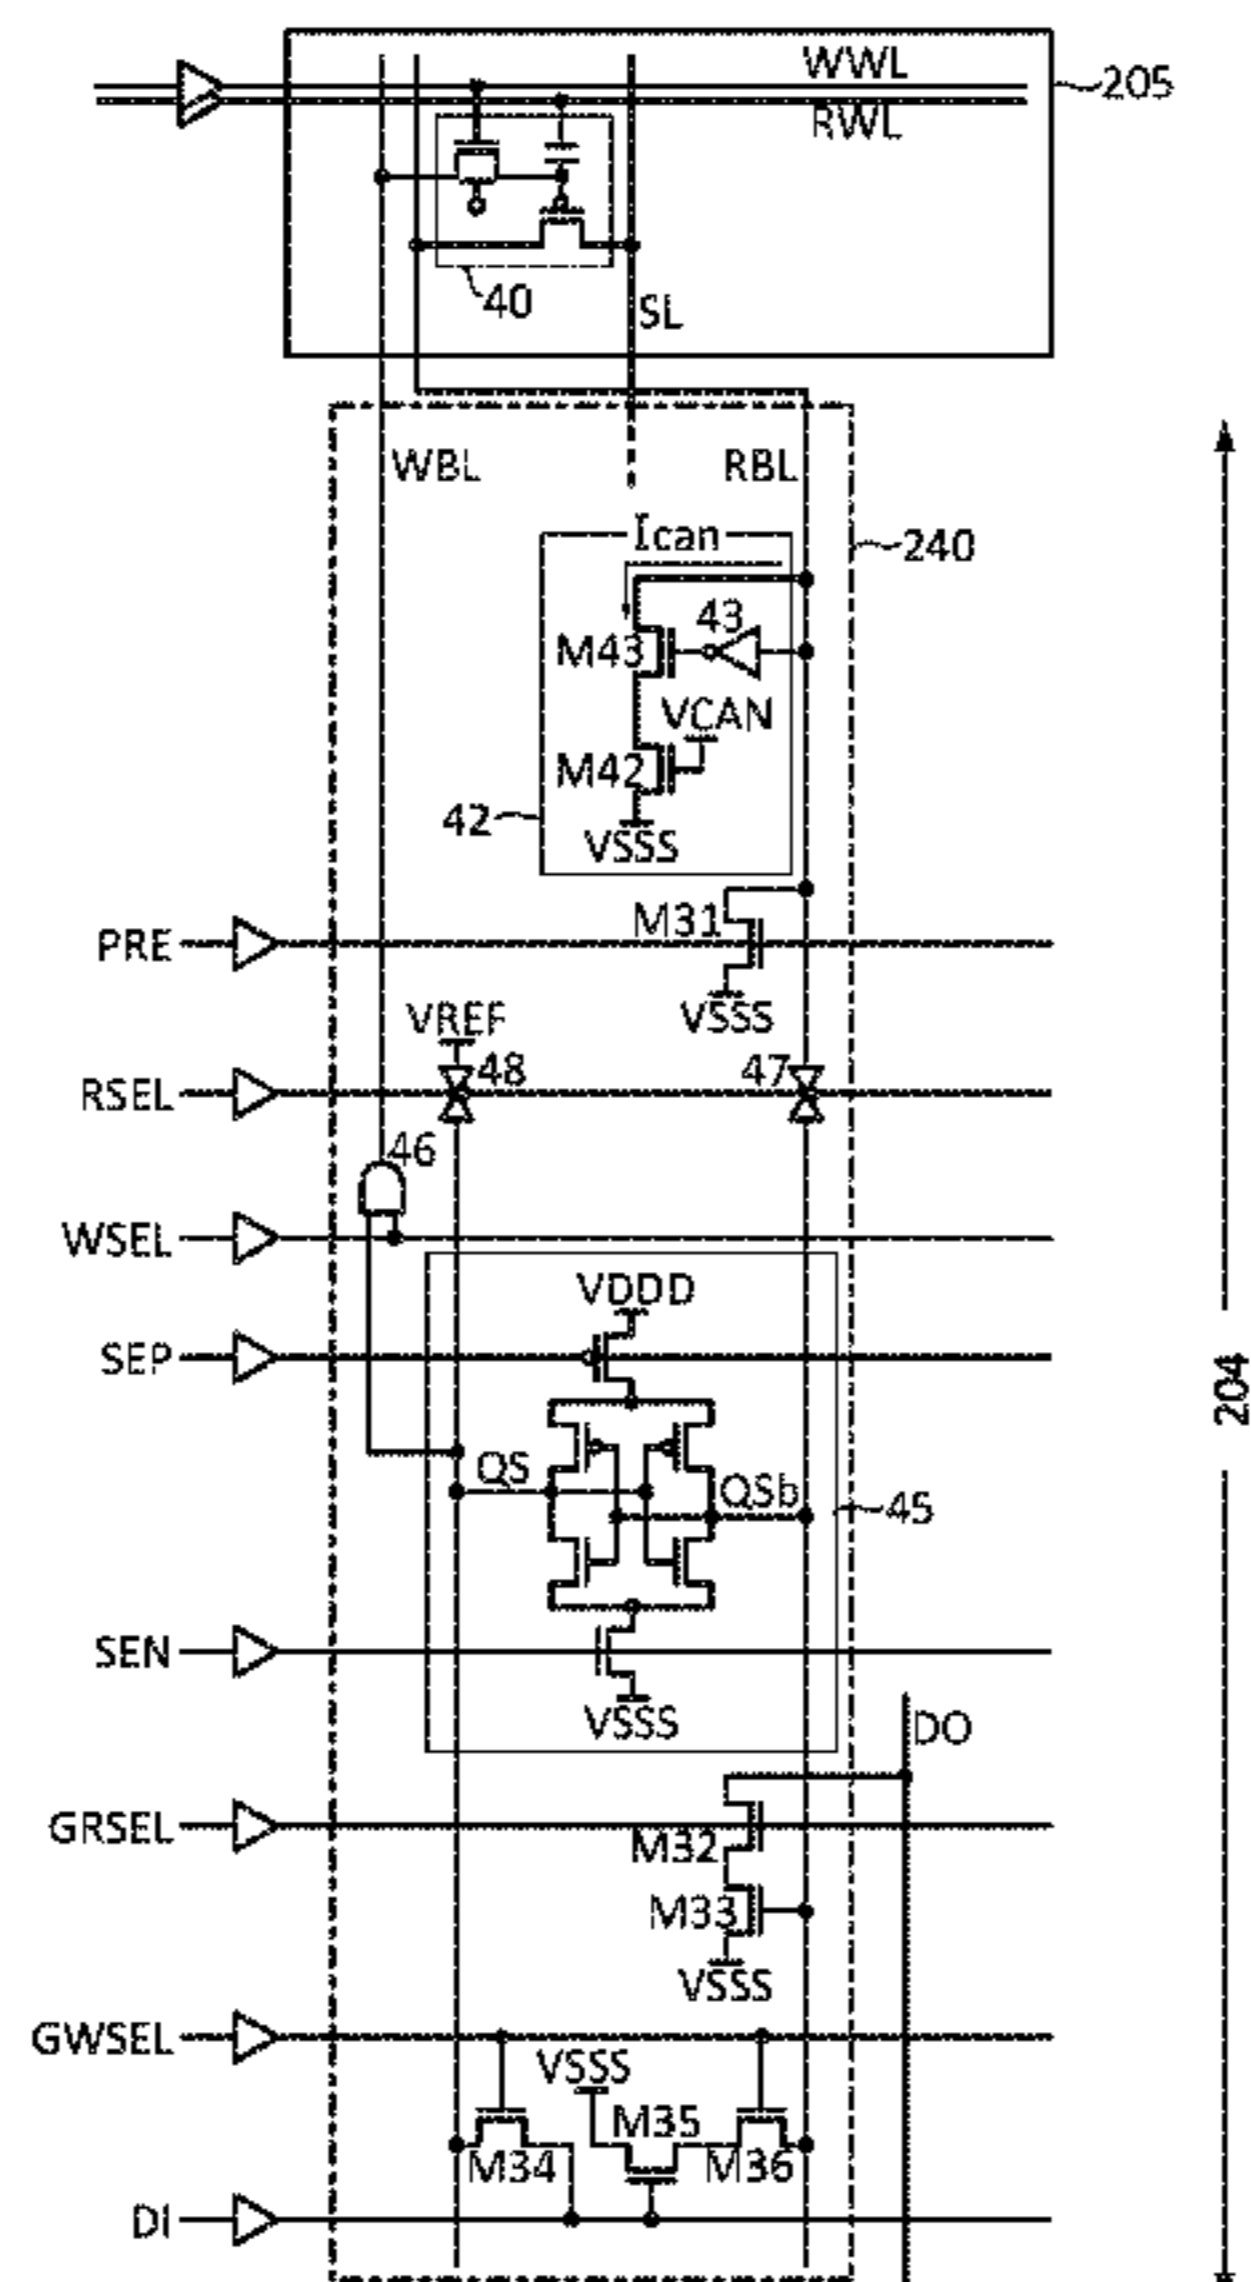 WWL
205
RWL
40
SL
WBL
RBL
Ican
240
43
M43
VCAN
M42
42
VSSS
M31
PRE
VSSS
VREF
48
47
RSEL
46
WSEL
VDDD
SEP
204
QS
QSb
45
SEN
VSSS
DO
GRSEL
M32
M33
VSSS
GWSEL
VSSS
M35
M34
M36
DI